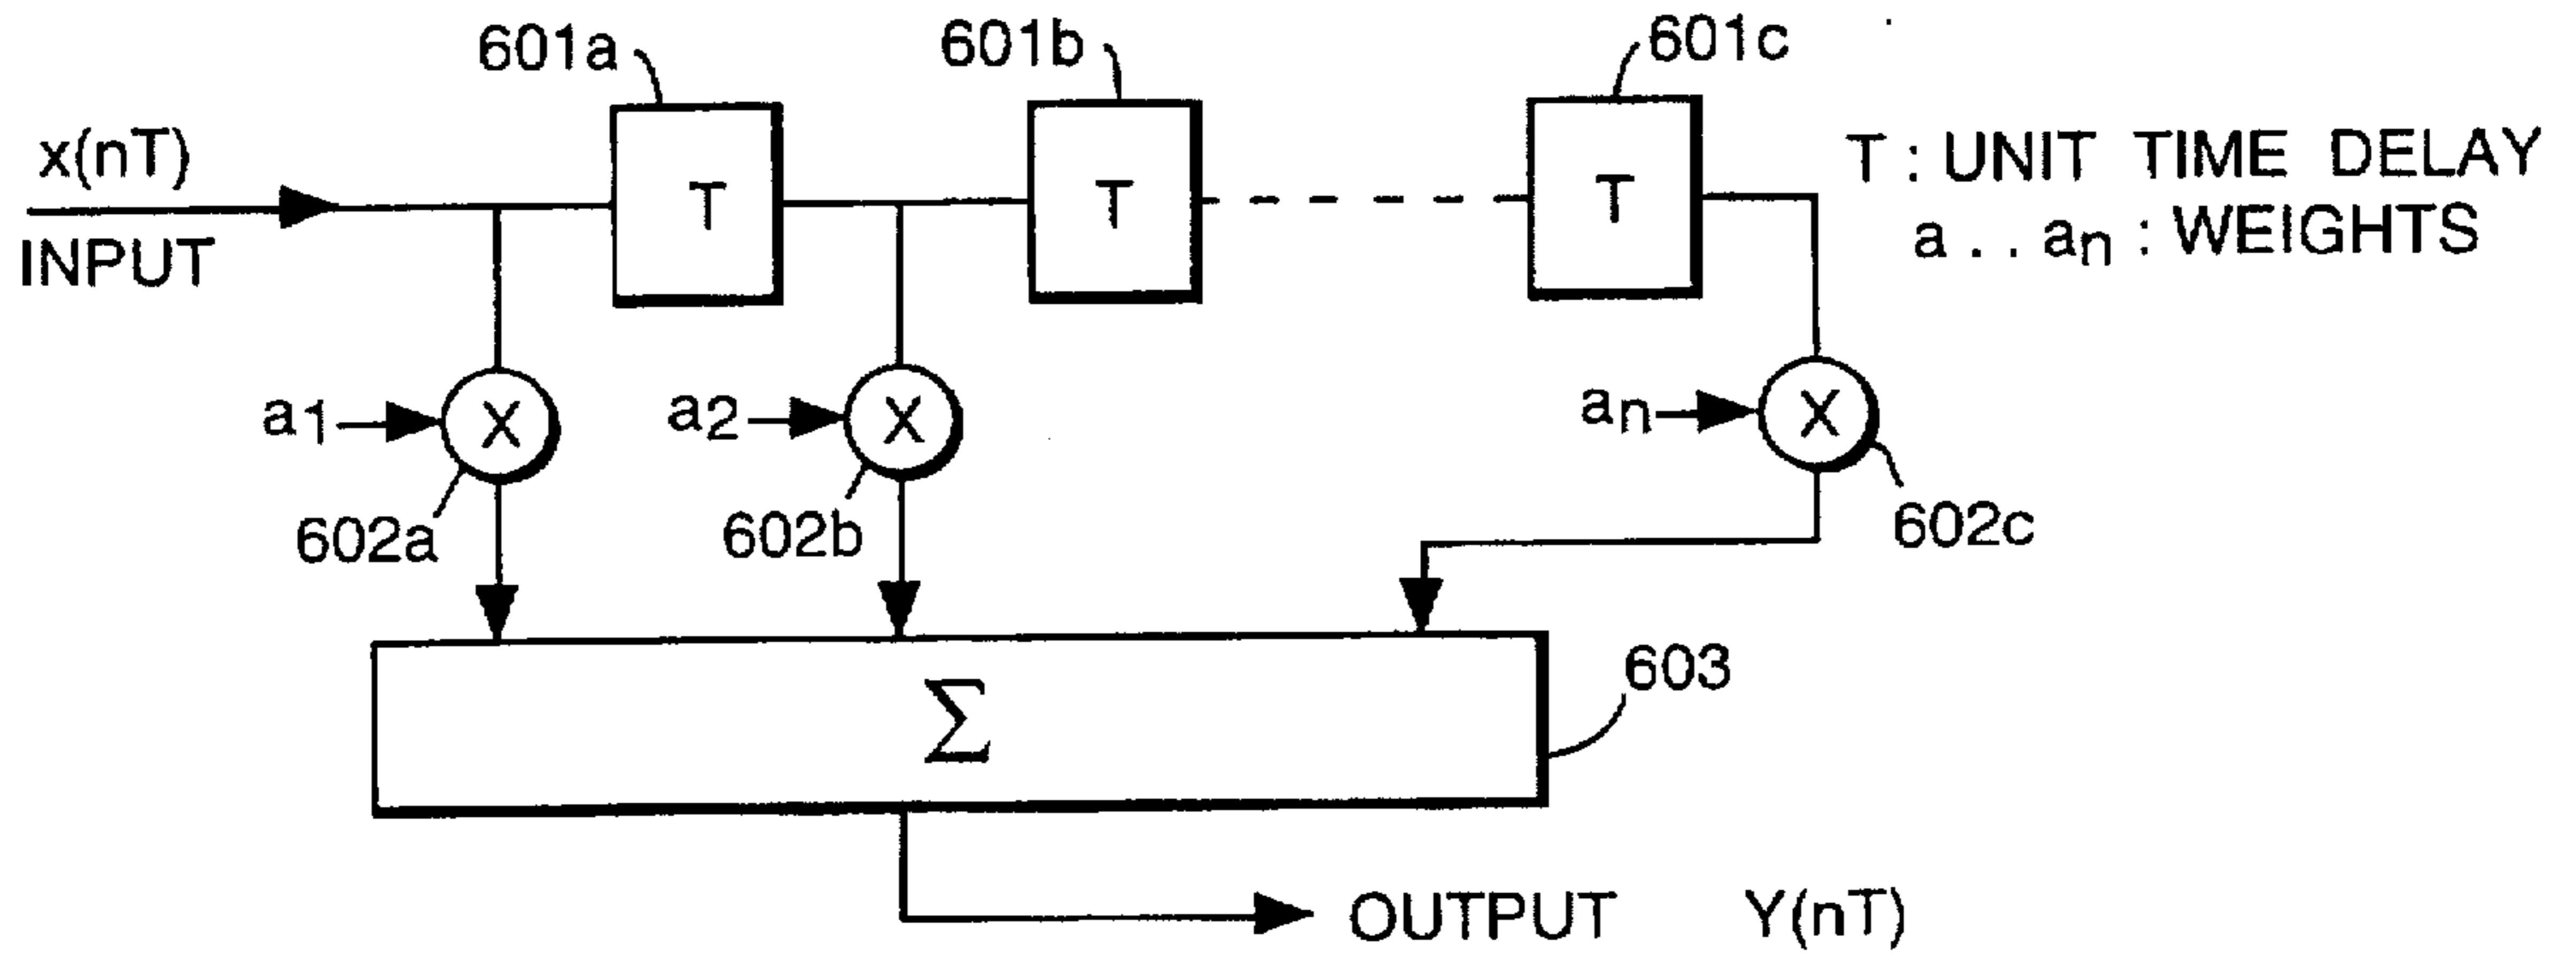 601a
601b
601c
x(nT)
INPUT
T
T
T
T : UNIT TIME DELAY
a . . an : WEIGHTS
a1
X
a2
X
an
X
602a
602b
602c
Σ
603
OUTPUT Y(nT)